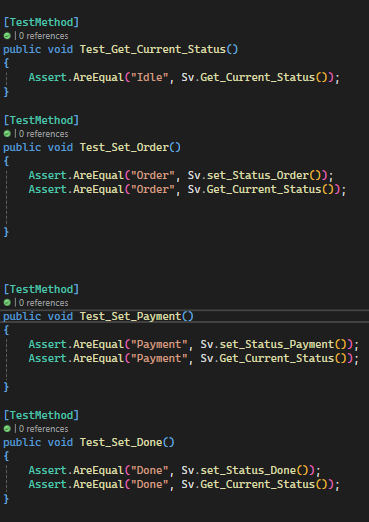 [TestMethod]
| 0 references
public void Test_Get_Current_Status()
{
Assert.AreEqual("Idle", Sv.Get_Current_Status());
}
[TestMethod]
| 0 references
public void Test_Set_Order()
{
Assert.AreEqual("Order", Sv.set_Status_Order());
Assert.AreEqual("Order", Sv.Get_Current_Status());
}
[TestMethod]
| 0 references
public void Test_Set_Payment()
{
Assert.AreEqual("Payment", Sv.set_Status_Payment());
Assert.AreEqual("Payment", Sv.Get_Current_Status());
}
[TestMethod]
| 0 references
public void Test_Set_Done()
{
Assert.AreEqual("Done", Sv.set_Status_Done());
Assert.AreEqual("Done", Sv.Get_Current_Status());
}